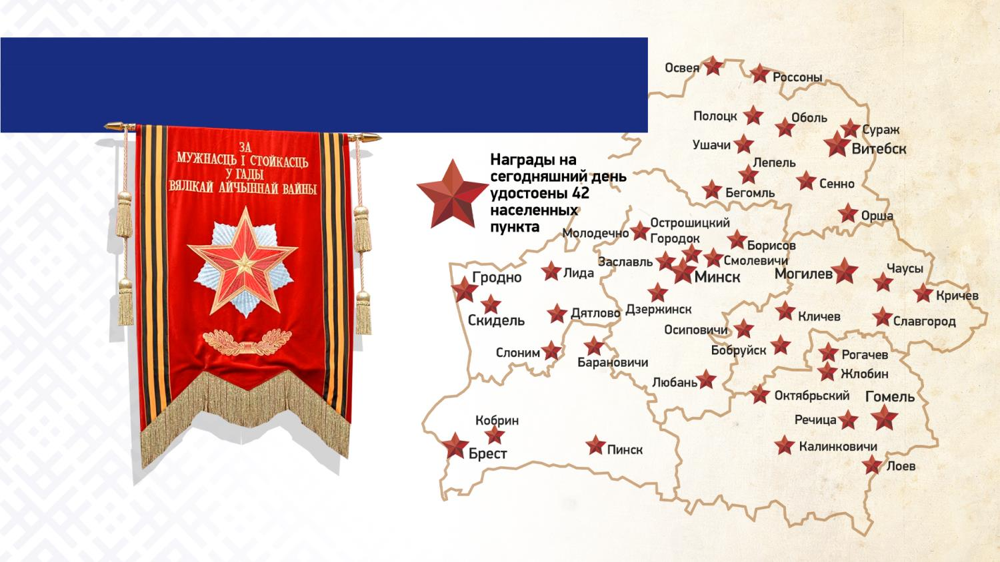 ЗА
МУЖНАСЦЬ І СТОЙКАСЦЬ
У ГАДЫ
ВЯЛІКАЙ АЙЧЫННАЙ ВАЙНЫ
Награды на
сегодняшний день
удостоены 42
населенных
пункта
Освея
Россоны
Полоцк
Оболь
Сураж
Ушачи
Витебск
Лепель
Сенно
Бегомль
Орша
Острошицкий
Городок
Молодечно
Борисов
Заславль
Смолевичи
Минск
Могилев
Чаусы
Лида
Гродно
Кричев
Дятлово
Дзержинск
Скидель
Кличев
Славгород
Осиповичи
Слоним
Бобруйск
Рогачев
Барановичи
Жлобин
Любань
Октябрьский
Гомель
Кобрин
Речица
Брест
Пинск
Калинковичи
Лоев